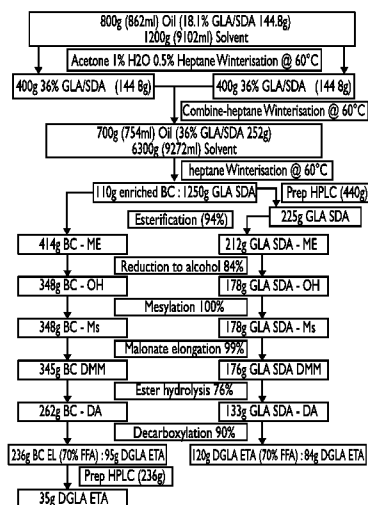 800g (862ml) Oil (18.1% GLA/SDA 144.8g)
1200g (9102ml) Solvent
Acetone 1% H2O 0.5% Heptane Winterisation @ 60°C
400g 36% GLA/SDA (144 8g)
400g 36% GLA/SDA (144 8g)
Combine-heptane Winterisation @ 60°C
700g (754ml) Oil (36% GLA/SDA 252g)
6300g (9272ml) Solvent
heptane Winterisation @ 60°C
110g enriched BC : 1250g GLA SDA
Prep HPLC (440g)
225g GLA SDA
Esterification (94%)
414g BC - ME
212g GLA SDA - ME
Reduction to alcohol 84%
348g BC - OH
178g GLA SDA - OH
Mesylation 100%
348g BC - Ms
178g GLA SDA - Ms
Malonate elongation 99%
345g BC DMM
176g GLA SDA DMM
Ester hydrolysis 76%
262g BC - DA
133g GLA SDA - DA
Decarboxylation 90%
236g BC EL (70% FFA) : 95g DGLA ETA
120g DGLA ETA (70% FFA) : 84g DGLA ETA
Prep HPLC (236g)
35g DGLA ETA